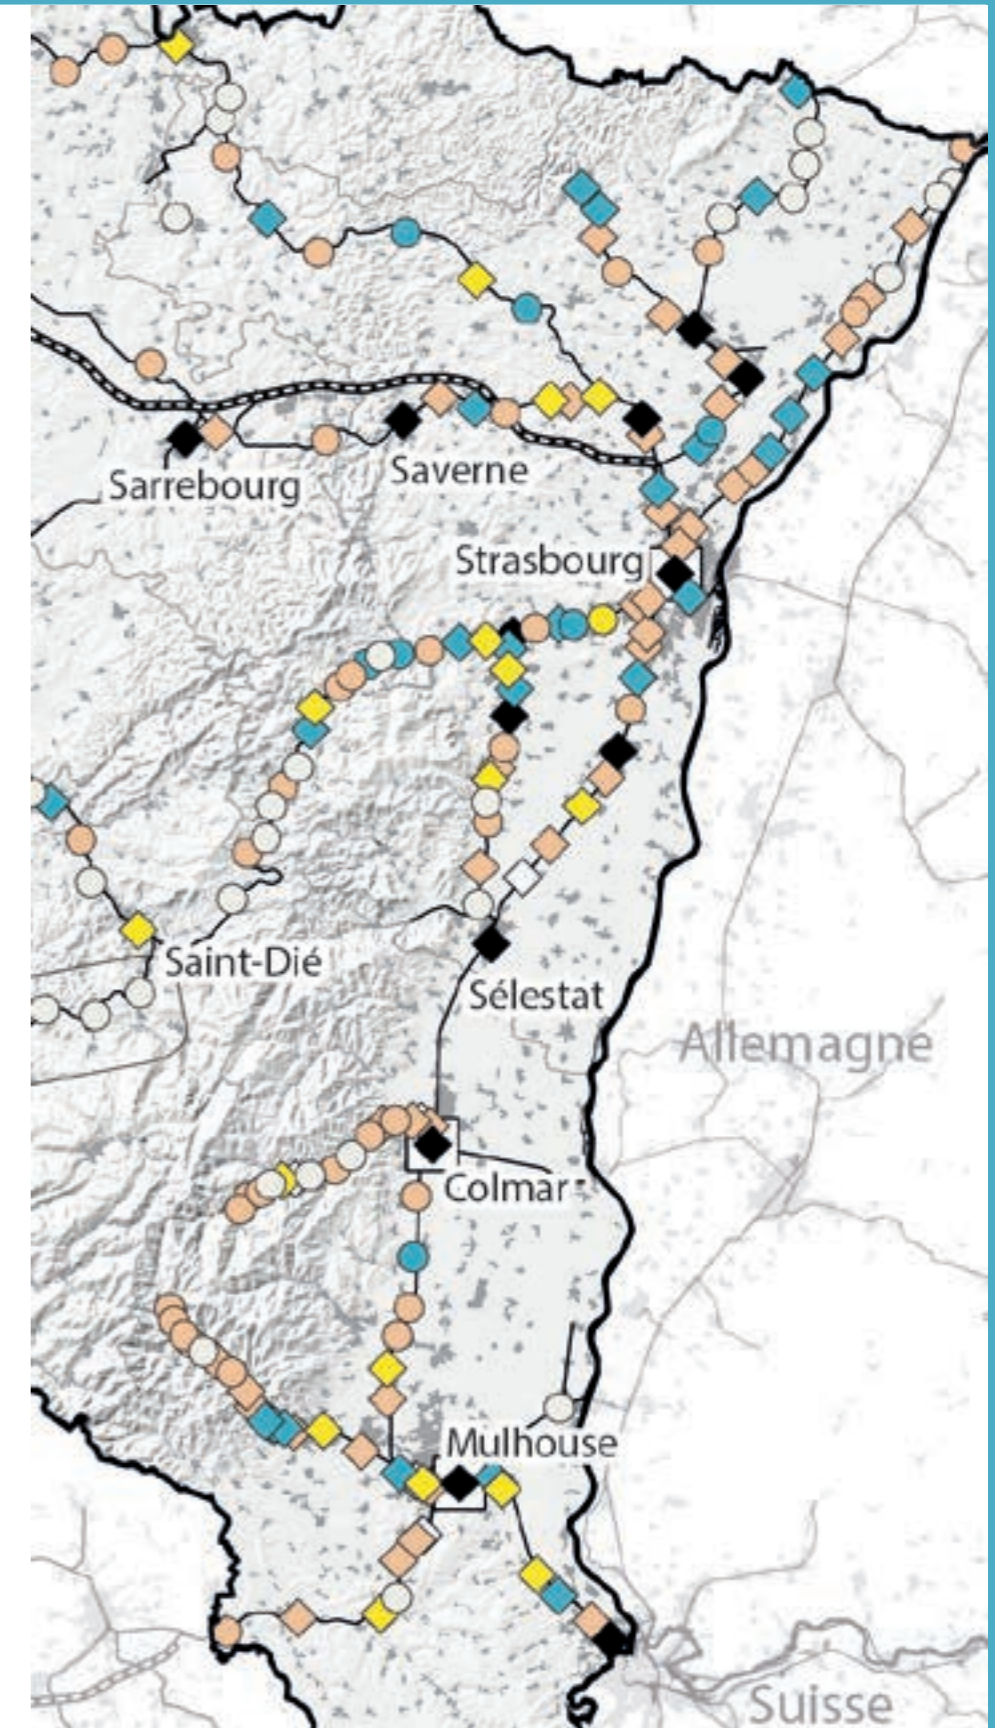 Sarrebourg
Saverne
Strasbourg
Saint-Dié
Sélestat
Allemagne
Colmar
Mulhouse
Suisse